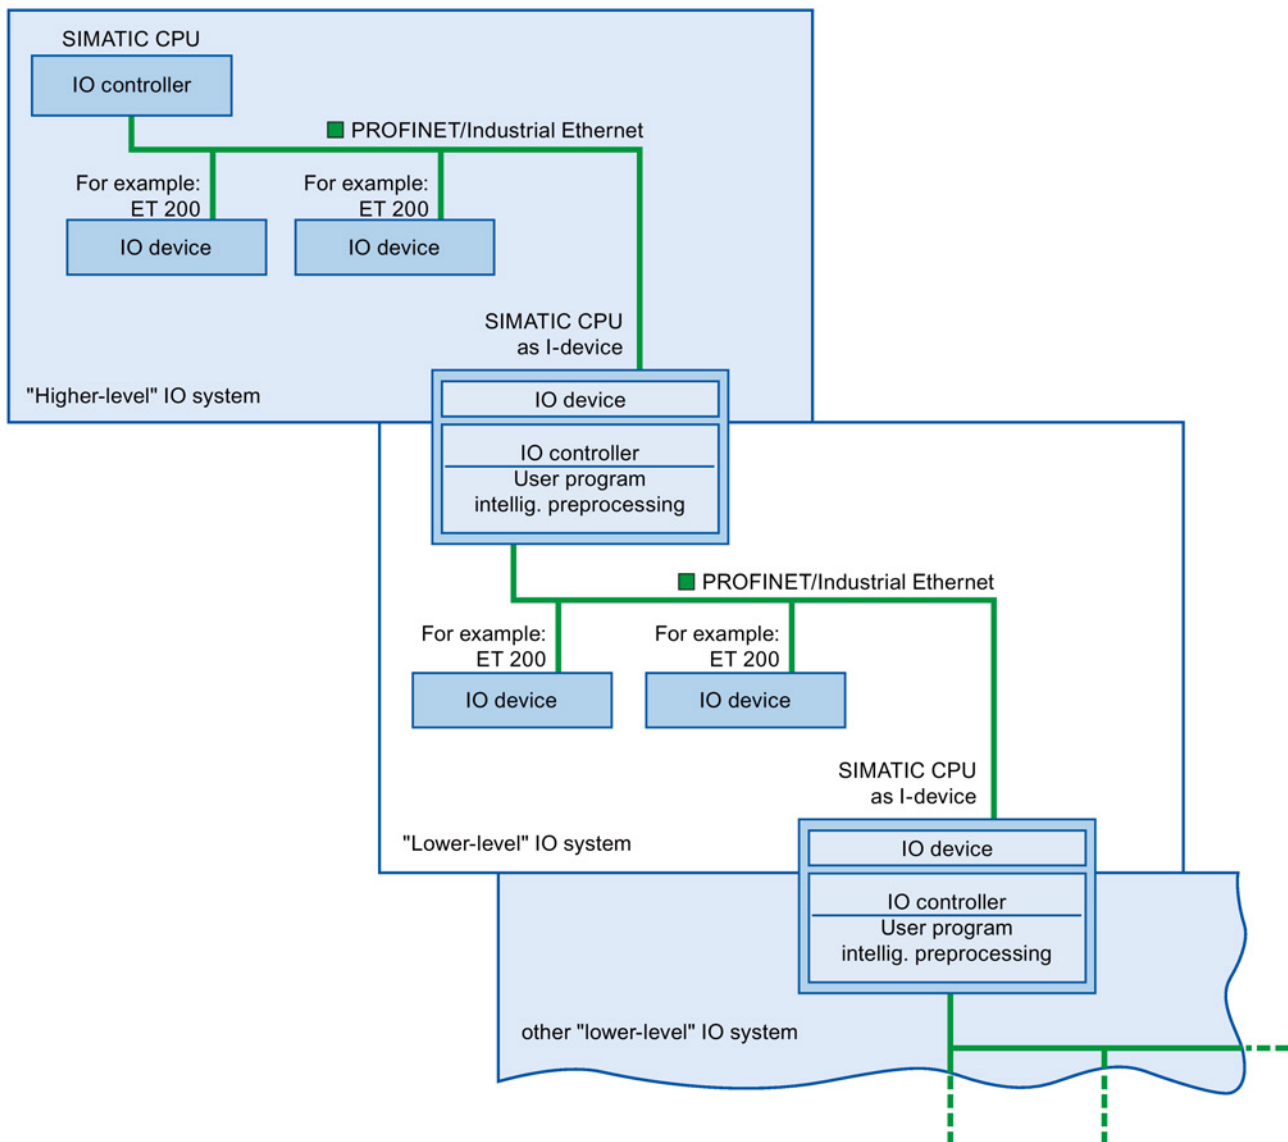 SIMATIC CPU
IO controller
PROFINET/Industrial Ethernet
For example:
ET 200
IO device
For example:
ET 200
IO device
SIMATIC CPU
as I-device
"Higher-level" IO system
IO device
IO controller
User program
intellig. preprocessing
PROFINET/Industrial Ethernet
For example:
ET 200
IO device
For example:
ET 200
IO device
SIMATIC CPU
as I-device
"Lower-level" IO system
IO device
IO controller
User program
intellig. preprocessing
other "lower-level" IO system